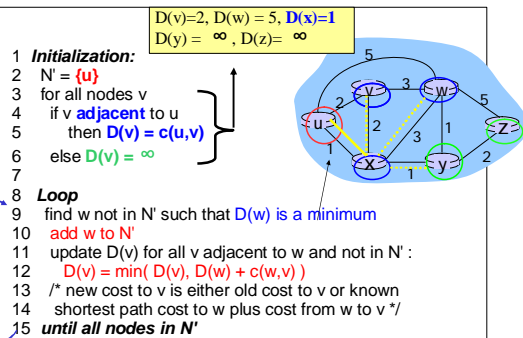 D(v)=2, D(w) = 5, D(x)=1
D(y) = ∞ , D(z)= ∞
1 Initialization:
2 N' = {u}
3 for all nodes v
4 if v adjacent to u
5 then D(v) = c(u,v)
6 else D(v) = ∞
7
8 Loop
9 find w not in N' such that D(w) is a minimum
10 add w to N'
11 update D(v) for all v adjacent to w and not in N' :
12 D(v) = min( D(v), D(w) + c(w,v) )
13 /* new cost to v is either old cost to v or known
14 shortest path cost to w plus cost from w to v */
15 until all nodes in N'
5
v 3 w
2 5
u 2 3 1 z
1 2
x 1 y